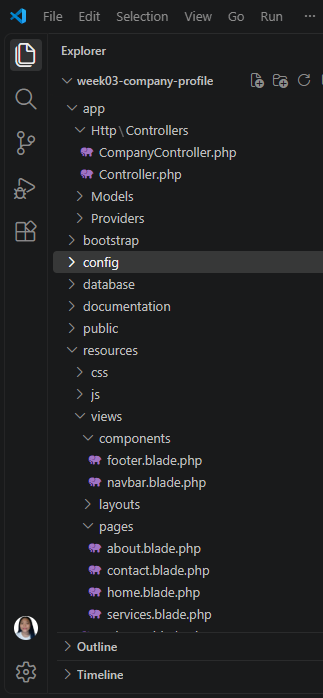 File Edit Selection View Go Run
Explorer
week03-company-profile
app
Http\Controllers
CompanyController.php
Controller.php
Models
Providers
bootstrap
config
database
documentation
public
resources
css
js
views
components
footer.blade.php
navbar.blade.php
layouts
pages
about.blade.php
contact.blade.php
home.blade.php
services.blade.php
Outline
Timeline